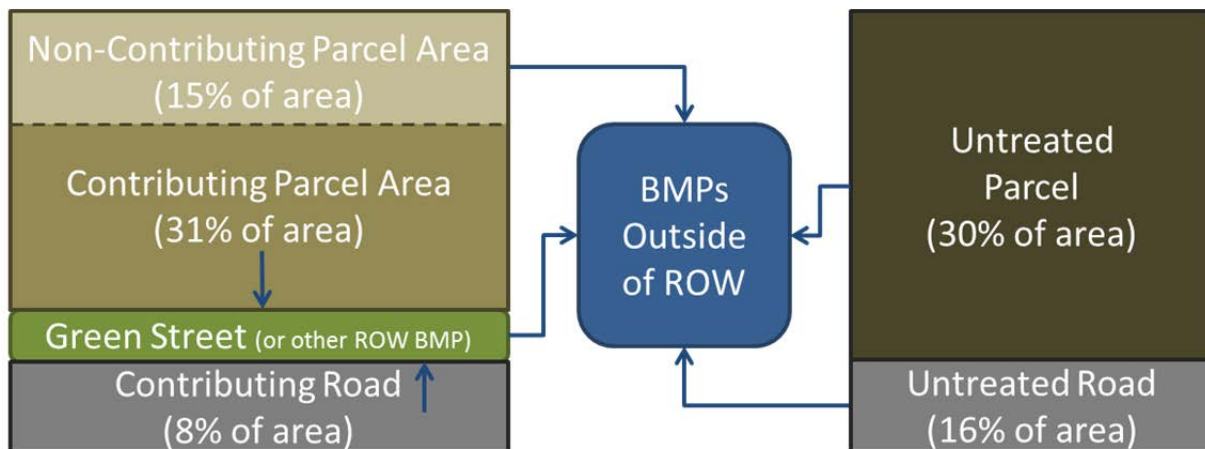 Non-Contributing Parcel Area
(15% of area)
Contributing Parcel Area
(31% of area)
Green Street (or other ROW BMP)
Contributing Road
(8% of area)
BMPs
Outside
of ROW
Untreated
Parcel
(30% of area)
Untreated Road
(16% of area)